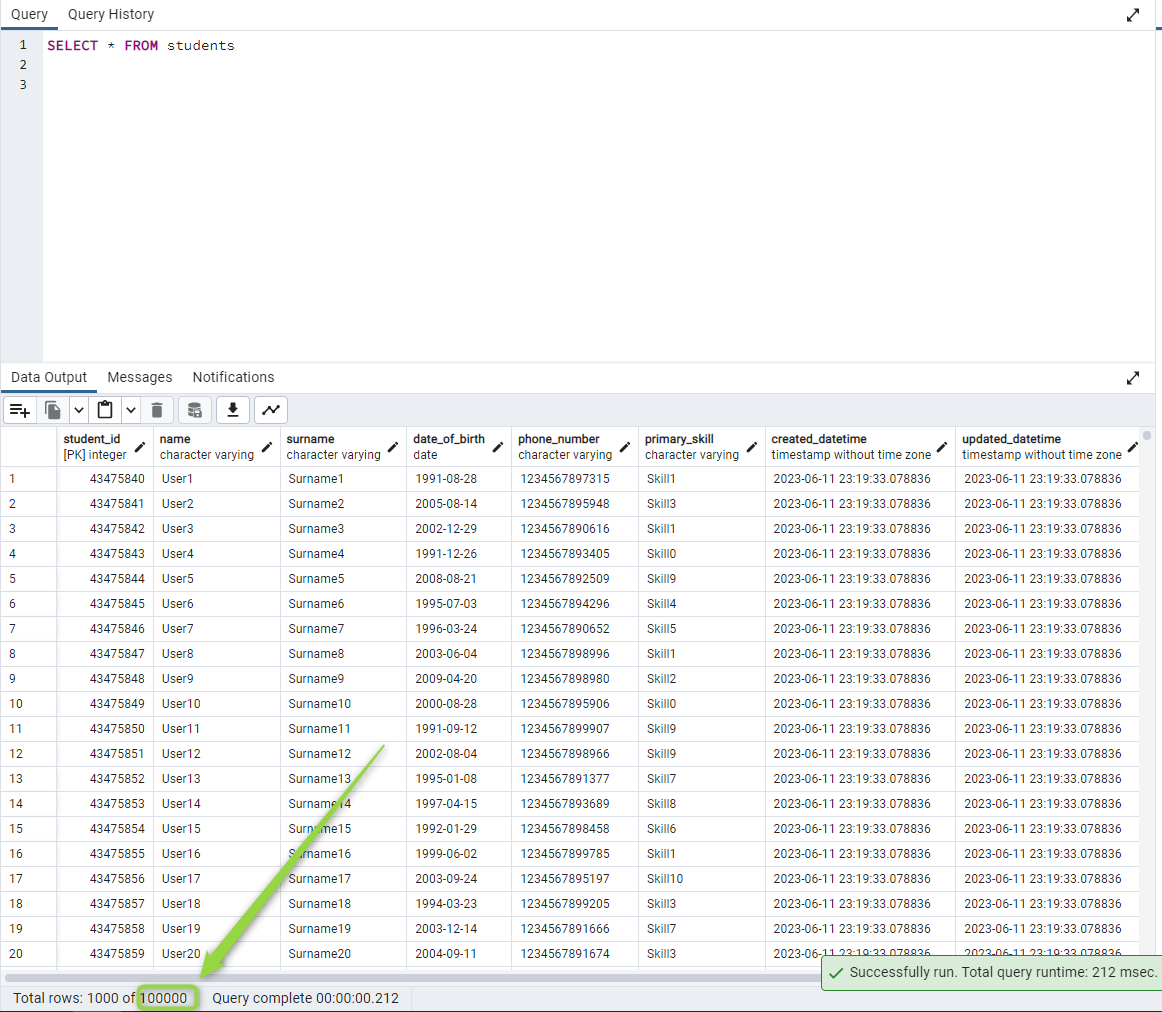 Query Query History
1 SELECT * FROM students
2
3
Data Output Messages Notifications
student_id name surname date_of_birth phone_number primary_skill created_datetime updated_datetime
[PK] integer character varying character varying date character varying character varying timestamp without time zone timestamp without time zone
1 43475840 User1 Surname1 1991-08-28 1234567897315 Skill1 2023-06-11 23:19:33.078836 2023-06-11 23:19:33.078836
2 43475841 User2 Surname2 2005-08-14 1234567895948 Skill3 2023-06-11 23:19:33.078836 2023-06-11 23:19:33.078836
3 43475842 User3 Surname3 2002-12-29 1234567890616 Skill1 2023-06-11 23:19:33.078836 2023-06-11 23:19:33.078836
4 43475843 User4 Surname4 1991-12-26 1234567893405 Skill0 2023-06-11 23:19:33.078836 2023-06-11 23:19:33.078836
5 43475844 User5 Surname5 2008-08-21 1234567892509 Skill9 2023-06-11 23:19:33.078836 2023-06-11 23:19:33.078836
6 43475845 User6 Surname6 1995-07-03 1234567894296 Skill4 2023-06-11 23:19:33.078836 2023-06-11 23:19:33.078836
7 43475846 User7 Surname7 1996-03-24 1234567890652 Skill5 2023-06-11 23:19:33.078836 2023-06-11 23:19:33.078836
8 43475847 User8 Surname8 2003-06-04 1234567898996 Skill1 2023-06-11 23:19:33.078836 2023-06-11 23:19:33.078836
9 43475848 User9 Surname9 2009-04-20 1234567898980 Skill2 2023-06-11 23:19:33.078836 2023-06-11 23:19:33.078836
10 43475849 User10 Surname10 2000-08-28 1234567895906 Skill0 2023-06-11 23:19:33.078836 2023-06-11 23:19:33.078836
11 43475850 User11 Surname11 1991-09-12 1234567899907 Skill9 2023-06-11 23:19:33.078836 2023-06-11 23:19:33.078836
12 43475851 User12 Surname12 2002-08-04 1234567898966 Skill9 2023-06-11 23:19:33.078836 2023-06-11 23:19:33.078836
13 43475852 User13 Surname13 1995-01-08 1234567891377 Skill7 2023-06-11 23:19:33.078836 2023-06-11 23:19:33.078836
14 43475853 User14 Surname14 1997-04-15 1234567893689 Skill8 2023-06-11 23:19:33.078836 2023-06-11 23:19:33.078836
15 43475854 User15 Surname15 1992-01-29 1234567898458 Skill6 2023-06-11 23:19:33.078836 2023-06-11 23:19:33.078836
16 43475855 User16 Surname16 1999-06-02 1234567899785 Skill1 2023-06-11 23:19:33.078836 2023-06-11 23:19:33.078836
17 43475856 User17 Surname17 2003-09-24 1234567895197 Skill10 2023-06-11 23:19:33.078836 2023-06-11 23:19:33.078836
18 43475857 User18 Surname18 1994-03-23 1234567899205 Skill3 2023-06-11 23:19:33.078836 2023-06-11 23:19:33.078836
19 43475858 User19 Surname19 2003-12-14 1234567891666 Skill7 2023-06-11 23:19:33.078836 2023-06-11 23:19:33.078836
20 43475859 User20 Surname20 2004-09-11 1234567891674 Skill3 2023-06-11 23:19:33.078836 2023-06-11 23:19:33.078836
Successfully run. Total query runtime: 212 msec.
Total rows: 1000 of 100000 Query complete 00:00:00.212